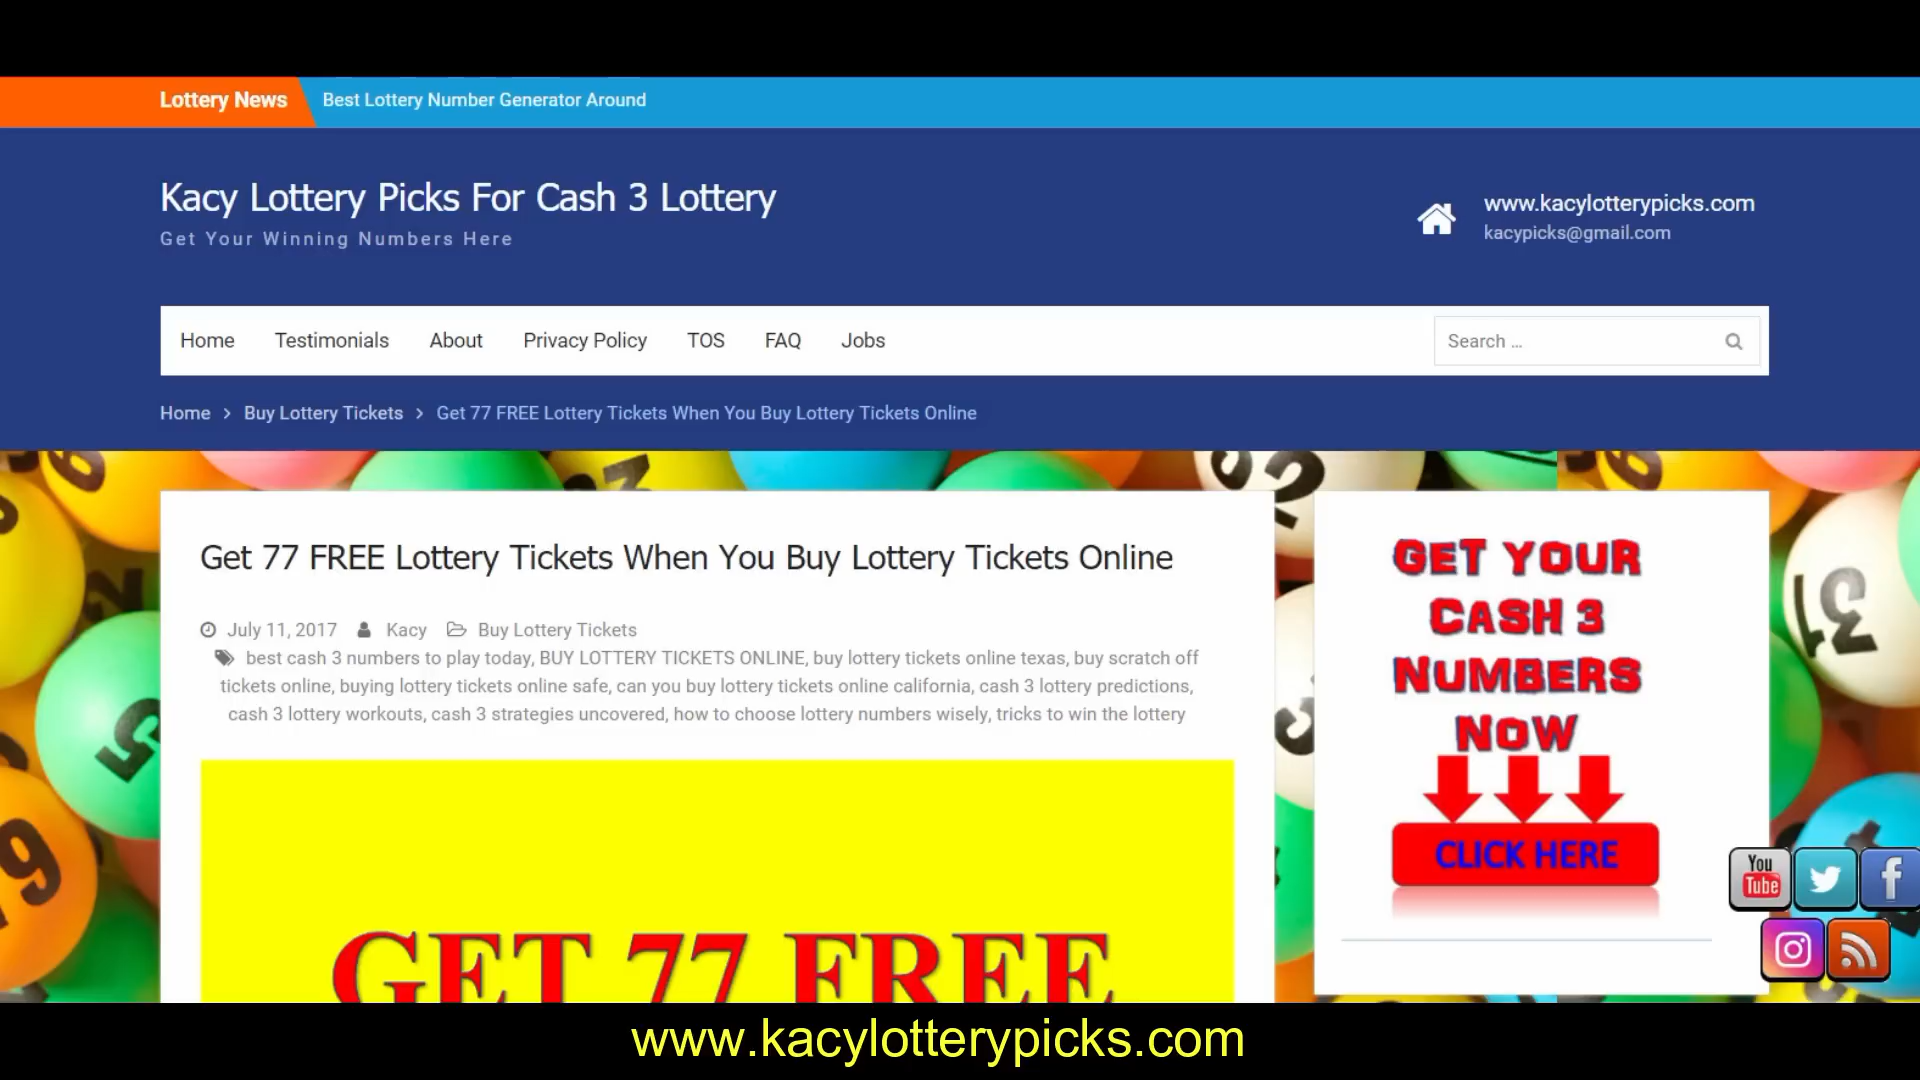 Lottery News
Best Lottery Number Generator Around
Kacy Lottery Picks For Cash 3 Lottery
Get Your Winning Numbers Here
www.kacylotterypicks.com
kacypicks@gmail.com
Home Testimonials About Privacy Policy TOS FAQ Jobs
Search ...
Home > Buy Lottery Tickets > Get 77 FREE Lottery Tickets When You Buy Lottery Tickets Online
Get 77 FREE Lottery Tickets When You Buy Lottery Tickets Online
July 11, 2017 Kacy Buy Lottery Tickets
best cash 3 numbers to play today, BUY LOTTERY TICKETS ONLINE, buy lottery tickets online texas, buy scratch off
tickets online, buying lottery tickets online safe, can you buy lottery tickets online california, cash 3 lottery predictions,
cash 3 lottery workouts, cash 3 strategies uncovered, how to choose lottery numbers wisely, tricks to win the lottery
GET 77 FREE
GET YOUR
CASH 3
NUMBERS
NOW
CLICK HERE
You
Tube
www.kacylotterypicks.com